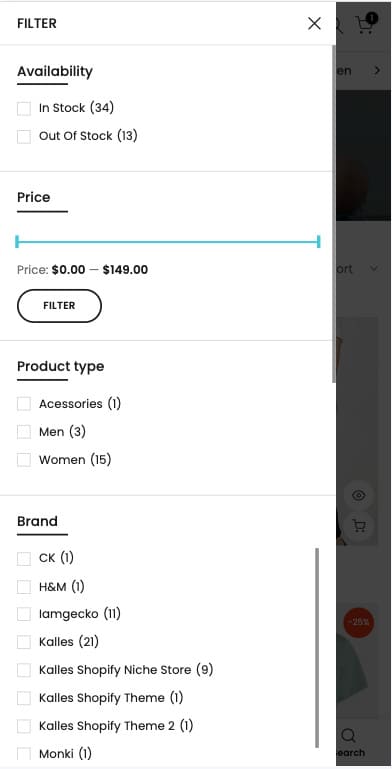 FILTER
1
en
Availability
In Stock (34)
Out Of Stock (13)
Price
ort
Price: $0.00 — $149.00
FILTER
Product type
Acessories (1)
Men (3)
Women (15)
Brand
CK (1)
H&M (1)
Iamgecko (11)
-25%
Kalles (21)
Kalles Shopify Niche Store (9)
Kalles Shopify Theme (1)
Kalles Shopify Theme 2 (1)
Monki (1)
earch